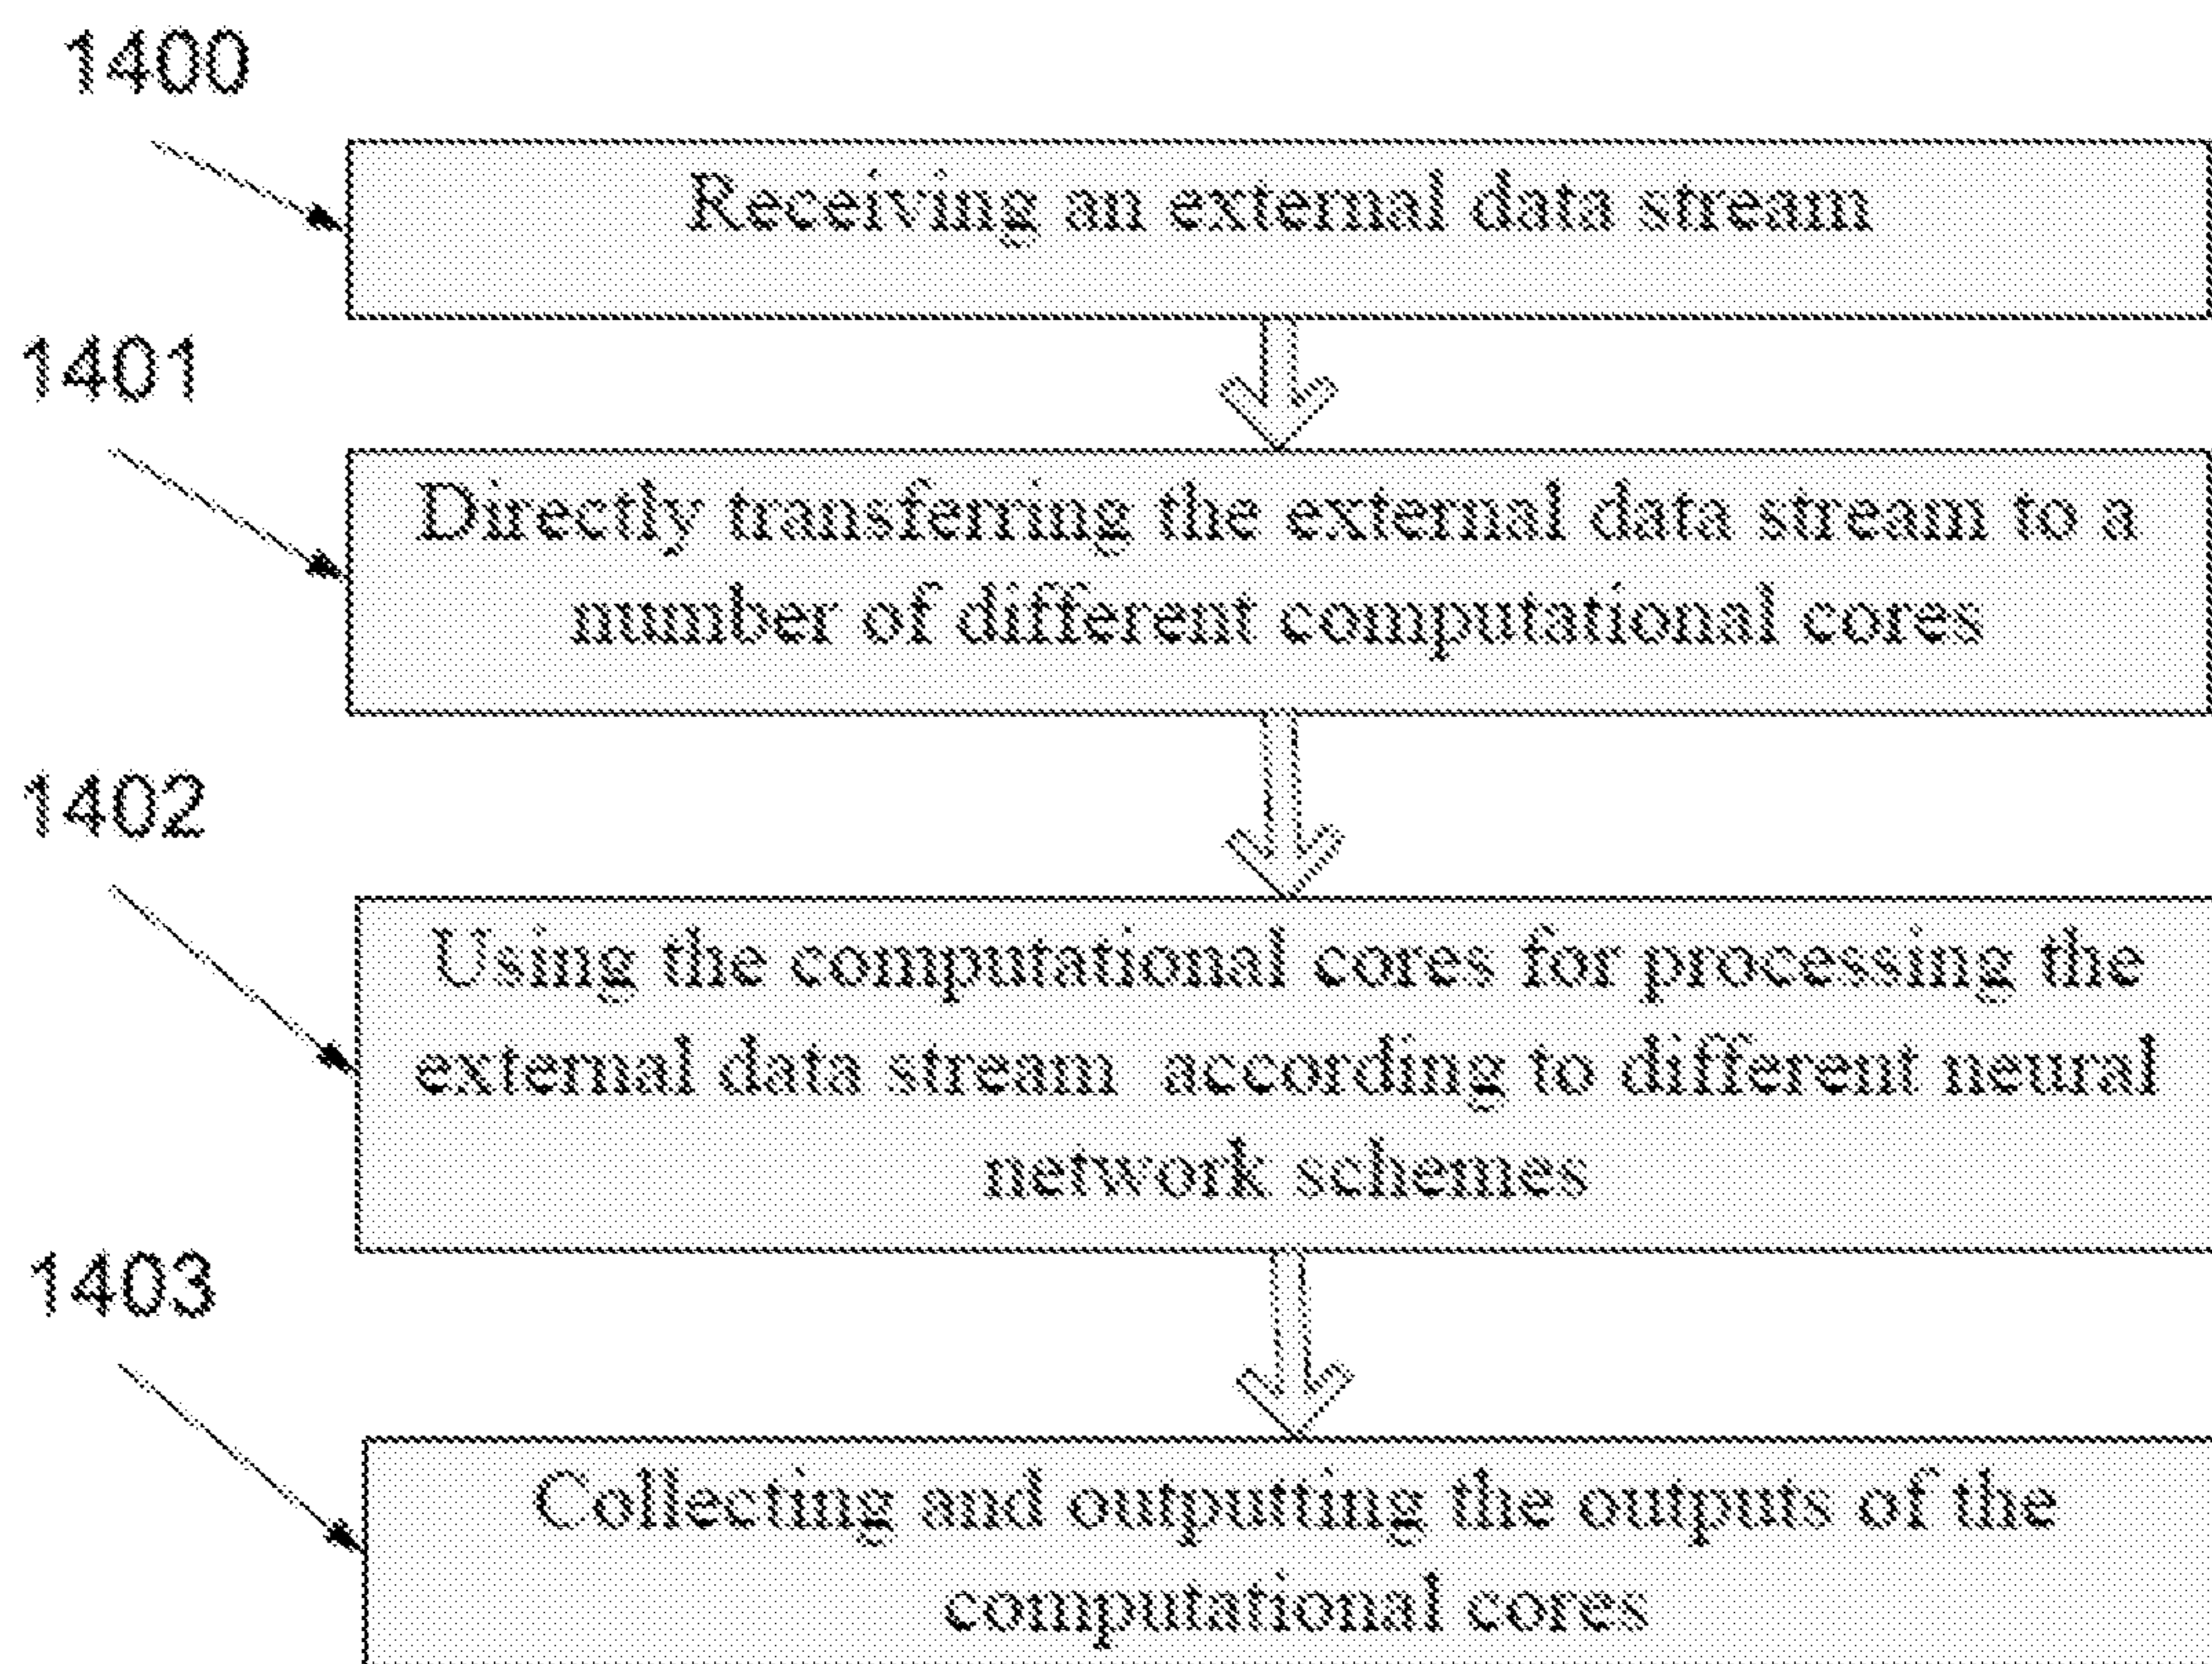 1400
Receiving an external data stream
1401
Directly transferring the external data stream to a
number of different computational cores
1402
Using the computational cores for processing the
external data stream according to different neural
network schemes
1403
Collecting and outputting the outputs of the
computational cores